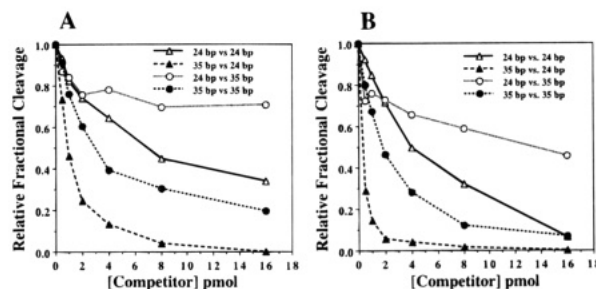 A
Relative Fractional Cleavage
1.0
0.8
0.6
0.4
0.2
0.0
24 bp vs 24 bp
35 bp vs 24 bp
24 bp vs 35 bp
35 bp vs 35 bp
0 2 4 6 8 10 12 14 16 18
[Competitor] pmol
B
Relative Fractional Cleavage
1.0
0.8
0.6
0.4
0.2
0.0
24 bp vs. 24 bp
35 bp vs. 24 bp
24 bp vs. 35 bp
35 bp vs. 35 bp
0 2 4 6 8 10 12 14 16 18
[Competitor] pmol